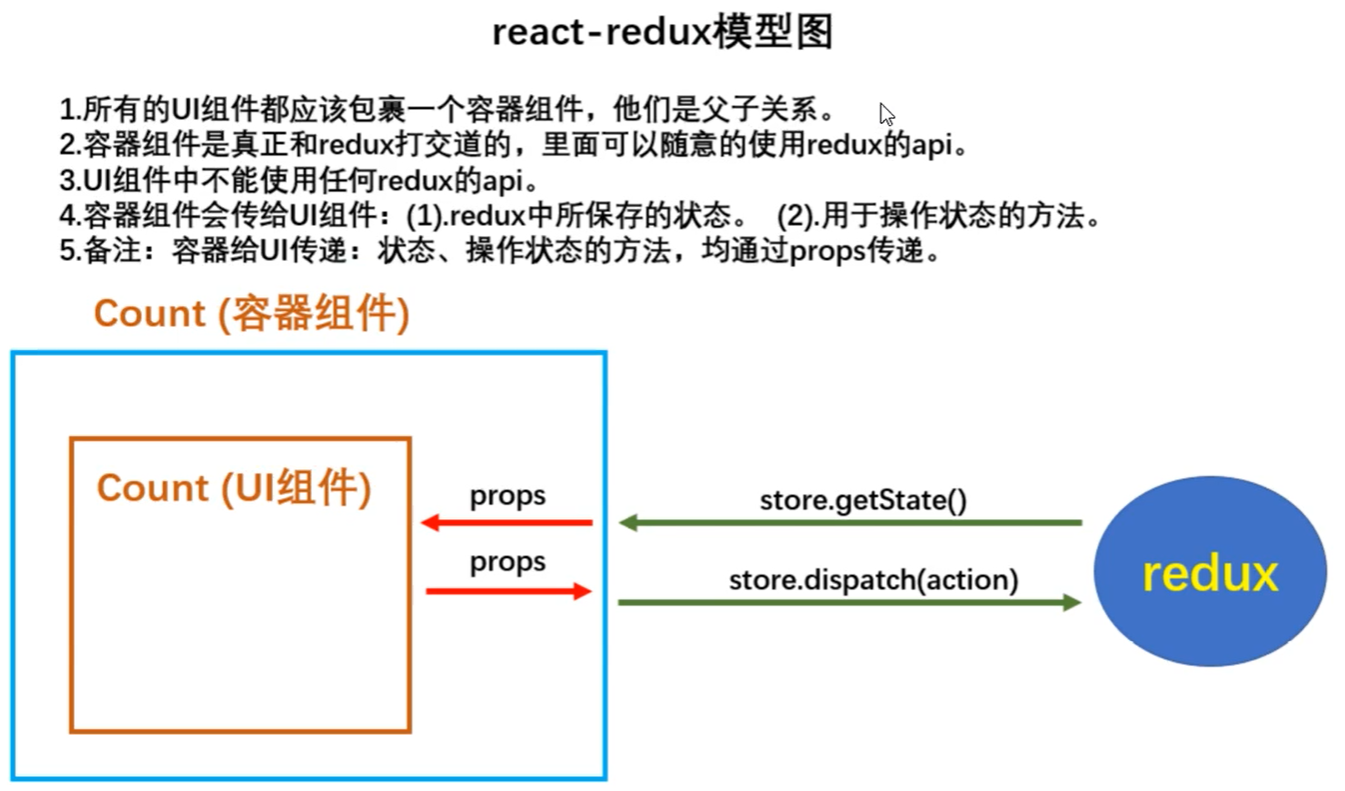 react-redux模型图
1.所有的UI组件都应该包裹一个容器组件，他们是父子关系。
2.容器组件是真正和redux打交道的，里面可以随意的使用redux的api。
3.UI组件中不能使用任何redux的api。
4.容器组件会传给UI组件：(1).redux中所保存的状态。 (2).用于操作状态的方法。
5.备注：容器给UI传递：状态、操作状态的方法，均通过props传递。
Count (容器组件)
Count (UI组件)
props
store.getState()
props
store.dispatch(action)
redux